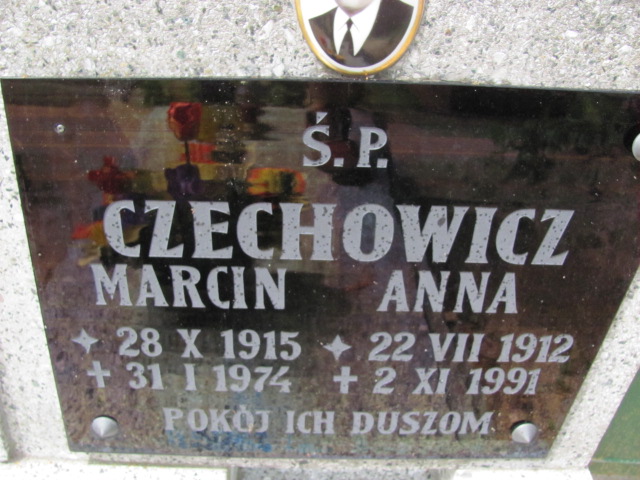 Ś. P.
CZECHOWICZ
MARCIN ANNA
✦ 28 X 1915 ✦ 22 VII 1912
+ 31 I 1974 + 2 XI 1991
POKÓJ ICH DUSZOM